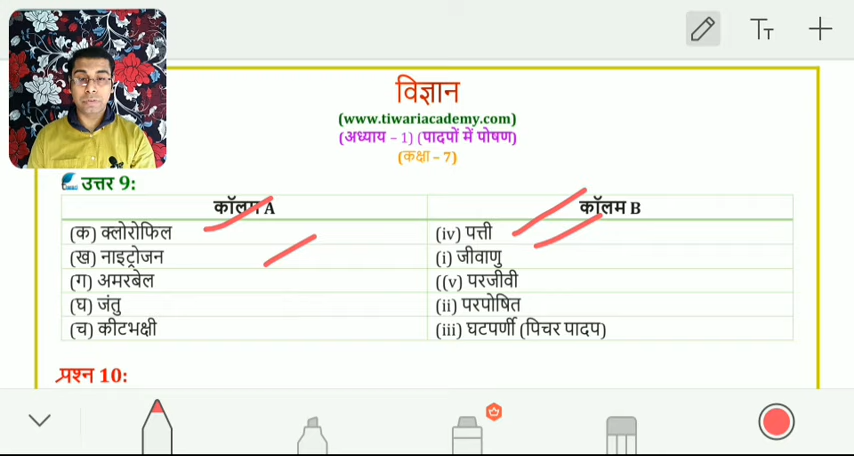 विज्ञान
(www.tiwariacademy.com)
(अध्याय – 1) (पादपों में पोषण)
(कक्षा – 7)
उत्तर 9:
कॉलम A कॉलम B
(क) क्लोरोफिल (iv) पत्ती
(ख) नाइट्रोजन (i) जीवाणु
(ग) अमरबेल ((v) परजीवी
(घ) जंतु (ii) परपोषित
(च) कीटभक्षी (iii) घटपर्णी (पिचर पादप)
प्रश्न 10: